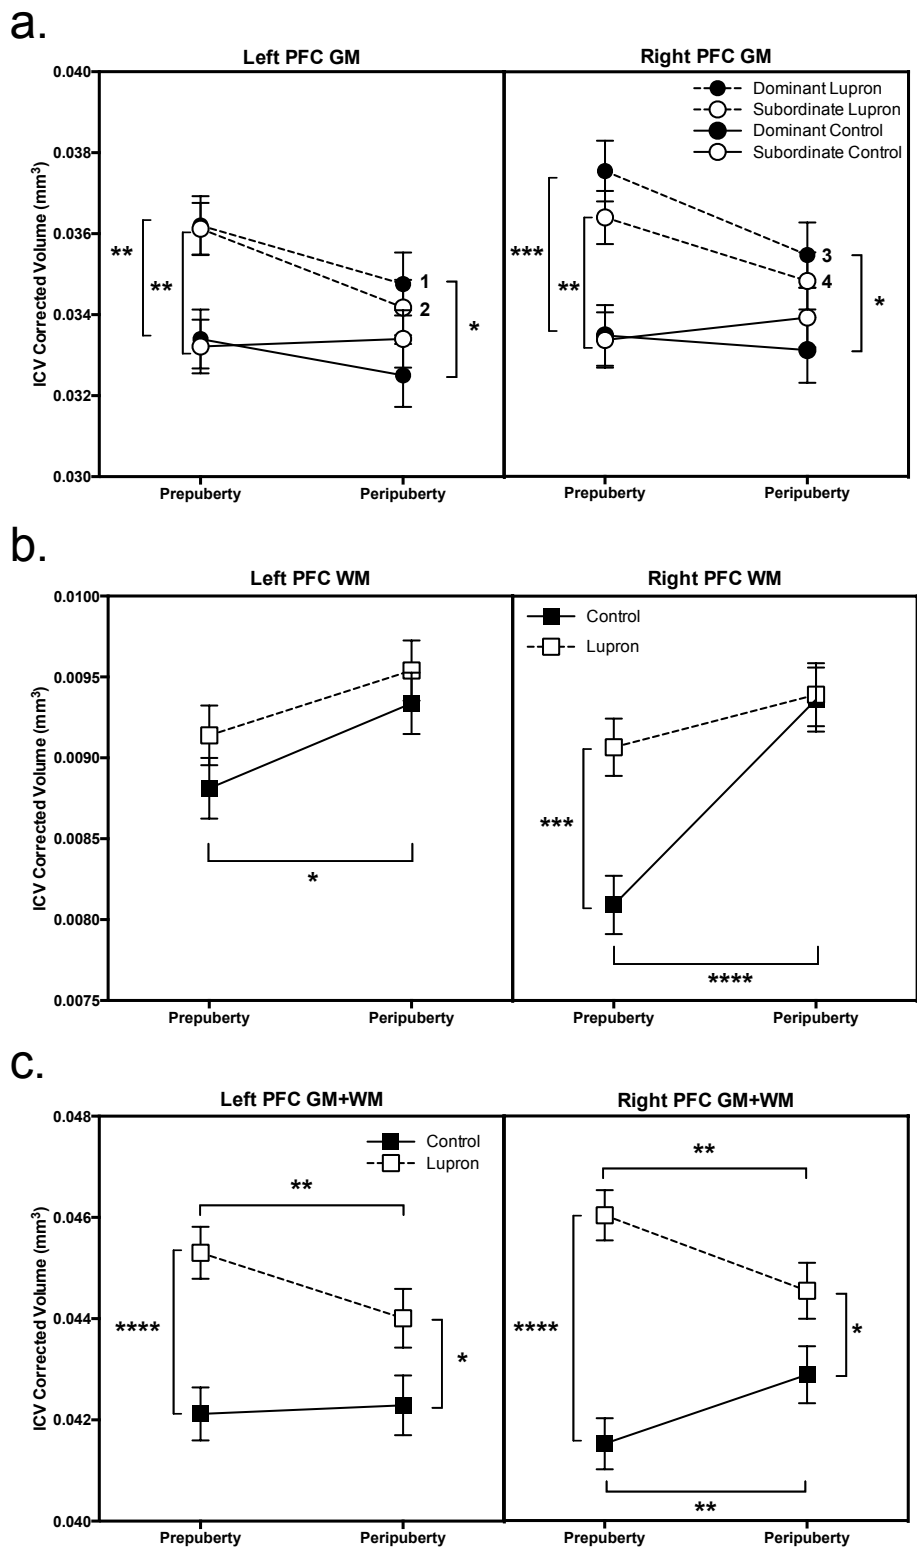 a.
Left PFC GM
Right PFC GM
ICV Corrected Volume (mm³)
0.040
0.038
0.036
0.034
0.032
0.030
Dominant Lupron
Subordinate Lupron
Dominant Control
Subordinate Control
**
**
1
2
*
***
**
3
4
*
Prepuberty
Peripuberty
Prepuberty
Peripuberty
b.
Left PFC WM
Right PFC WM
ICV Corrected Volume (mm³)
0.0100
0.0095
0.0090
0.0085
0.0080
0.0075
Control
Lupron
*
***
****
Prepuberty
Peripuberty
Prepuberty
Peripuberty
c.
Left PFC GM+WM
Right PFC GM+WM
ICV Corrected Volume (mm³)
0.048
0.046
0.044
0.042
0.040
Control
Lupron
**
****
*
**
****
*
**
Prepuberty
Peripuberty
Prepuberty
Peripuberty